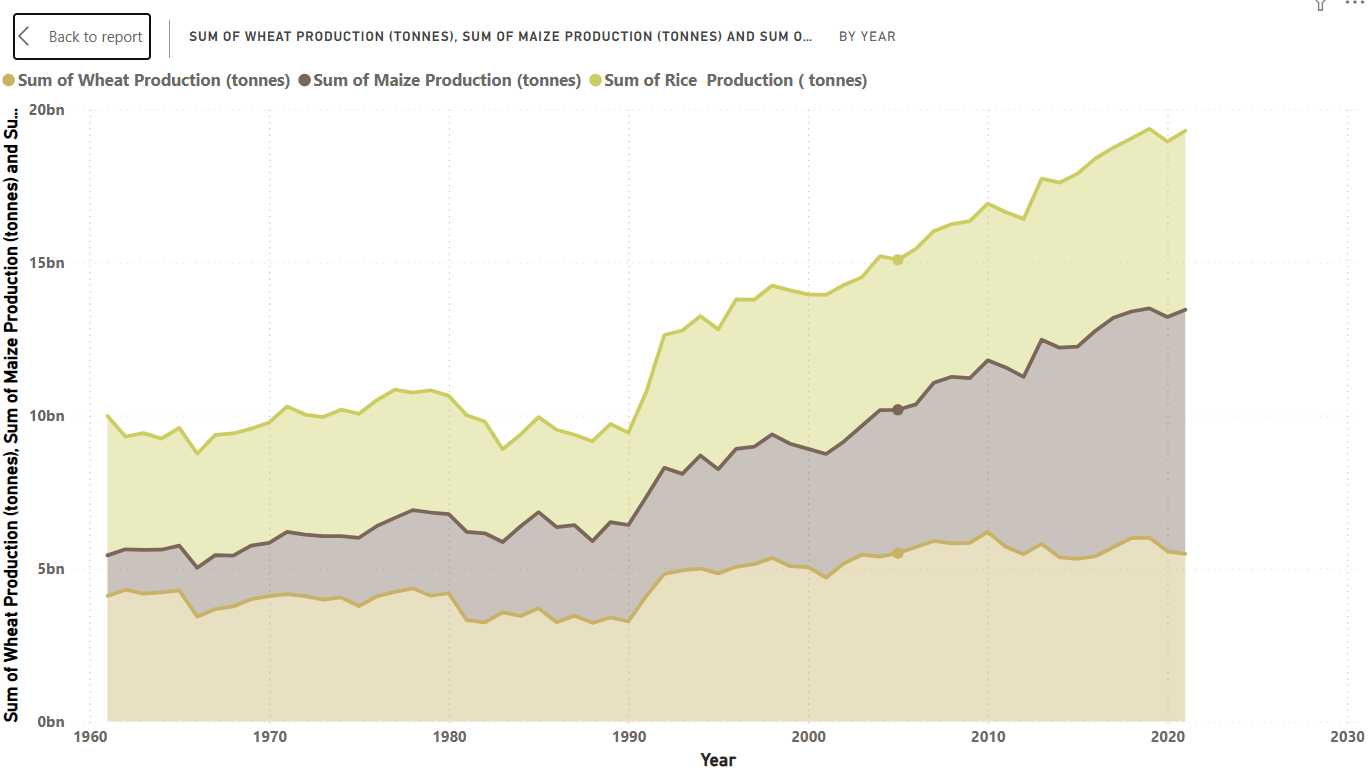 Back to report
SUM OF WHEAT PRODUCTION (TONNES), SUM OF MAIZE PRODUCTION (TONNES) AND SUM O...
BY YEAR
Sum of Wheat Production (tonnes)
Sum of Maize Production (tonnes)
Sum of Rice  Production ( tonnes)
Sum of Wheat Production (tonnes), Sum of Maize Production (tonnes) and Su...
20bn
15bn
10bn
5bn
0bn
1960
1970
1980
1990
2000
2010
2020
2030
Year